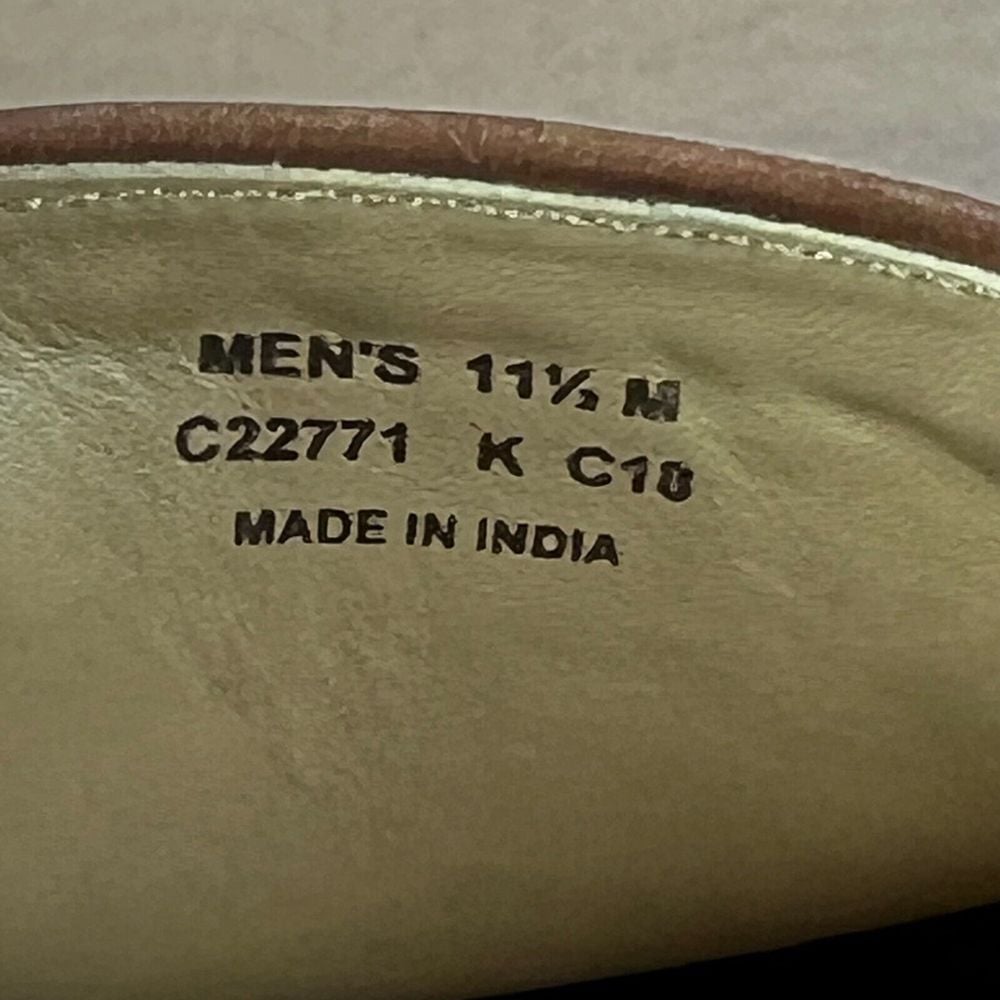 MEN'S 11½ M
C22771 K C18
MADE IN INDIA